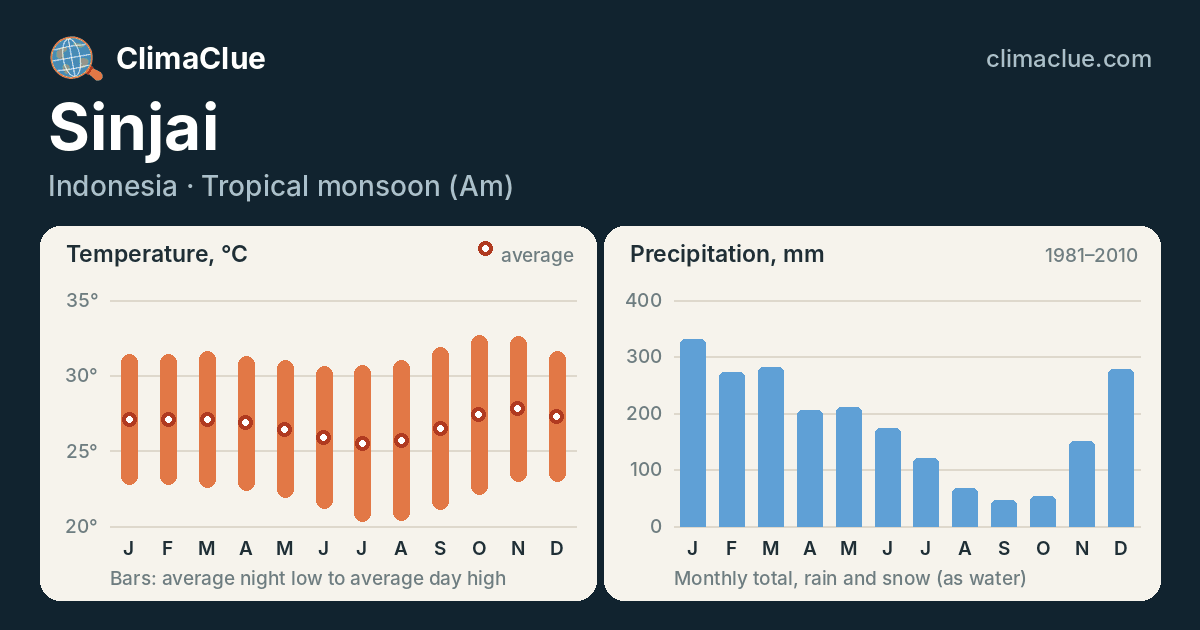 ClimaClue
climaclue.com
Sinjai
Indonesia · Tropical monsoon (Am)
Temperature, °C
average
35°
30°
25°
20°
J F M A M J J A S O N D
Bars: average night low to average day high
Precipitation, mm
1981–2010
400
300
200
100
0
J F M A M J J A S O N D
Monthly total, rain and snow (as water)